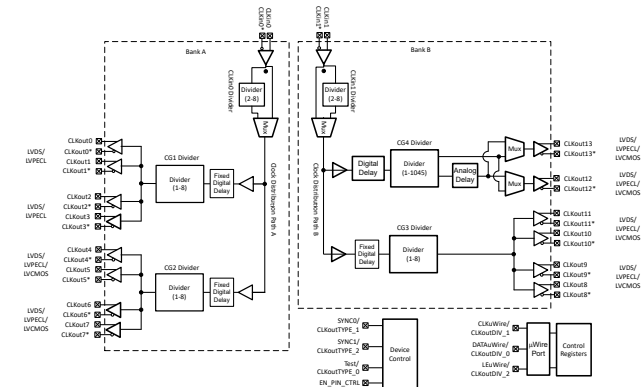 CLKin0*
CLKin0
CLKin1*
CLKin1
Bank A
Bank B
CLKin0 Divider
Divider
(2-8)
Mux
CLKin1 Divider
Divider
(2-8)
Mux
Clock Distribution Path A
Clock Distribution Path B
LVDS/
LVPECL
CLKout0
CLKout0*
CLKout1
CLKout1*
LVDS/
LVPECL
CLKout2
CLKout2*
CLKout3
CLKout3*
CG1 Divider
Divider
(1-8)
Fixed
Digital
Delay
LVDS/
LVPECL/
LVCMOS
CLKout4
CLKout4*
CLKout5
CLKout5*
LVDS/
LVPECL/
LVCMOS
CLKout6
CLKout6*
CLKout7
CLKout7*
CG2 Divider
Divider
(1-8)
Fixed
Digital
Delay
Digital
Delay
CG4 Divider
Divider
(1-1045)
Analog
Delay
Mux
Mux
CLKout13
CLKout13*
LVDS/
LVPECL/
LVCMOS
CLKout12
CLKout12*
LVDS/
LVPECL/
LVCMOS
Fixed
Digital
Delay
CG3 Divider
Divider
(1-8)
CLKout11
CLKout11*
CLKout10
CLKout10*
LVDS/
LVPECL/
LVCMOS
CLKout9
CLKout9*
CLKout8
CLKout8*
LVDS/
LVPECL/
LVCMOS
SYNC0/
CLKoutTYPE_1
SYNC1/
CLKoutTYPE_2
Test/
CLKoutTYPE_0
EN_PIN_CTRL
Device
Control
CLKuWire/
CLKoutDIV_1
DATAuWire/
CLKoutDIV_0
LEuWire/
CLKoutDIV_2
µWire
Port
Control
Registers